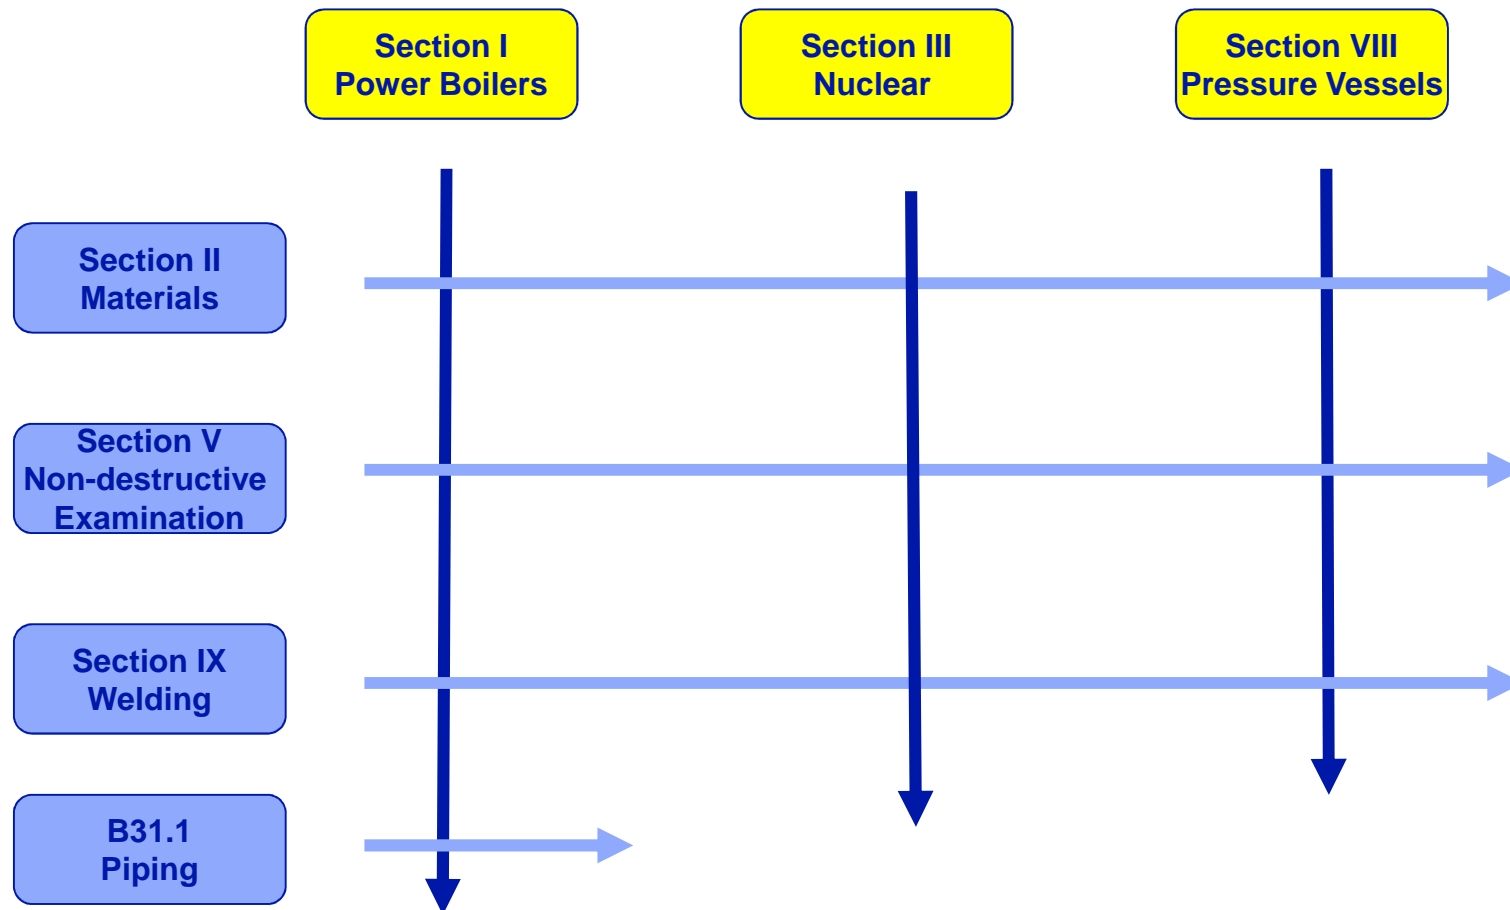 Section I
Power Boilers
Section III
Nuclear
Section VIII
Pressure Vessels
Section II
Materials
Section V
Non-destructive
Examination
Section IX
Welding
B31.1
Piping